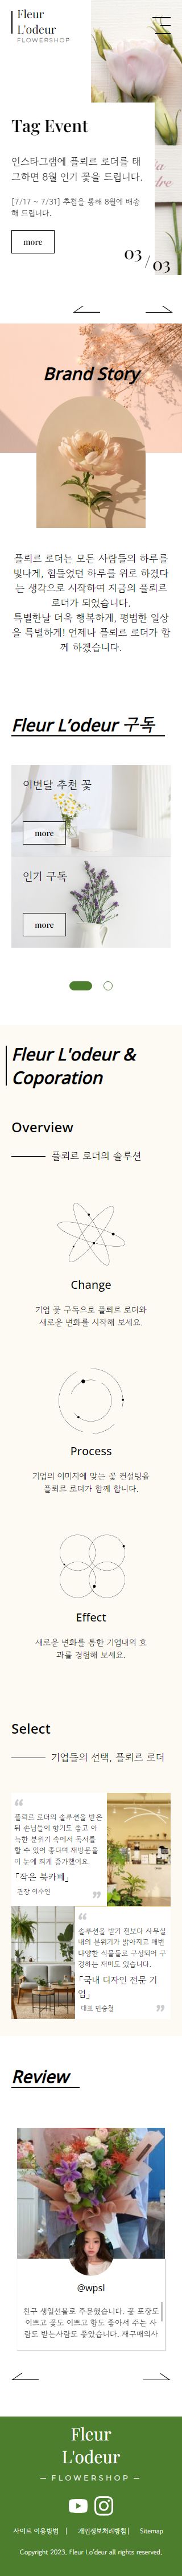 Fleur
L'odeur
FLOWERSHOP
Tag Event
인스타그램에 플뢰르 로더를 태
그하면 8월 인기 꽃을 드립니다.
[7/17 ~ 7/31] 추첨을 통해 8월에 배송
해 드립니다.
more
03 / 03
Brand Story
플뢰르 로더는 모든 사람들의 하루를
빛나게, 힘들었던 하루를 위로 하겠다
는 생각으로 시작하여 지금의 플뢰르
로더가 되었습니다.
특별한날 더욱 행복하게, 평범한 일상
을 특별하게! 언제나 플뢰르 로더가 함
께 하겠습니다.
Fleur L’odeur 구독
이번달 추천 꽃
more
인기 구독
more
Fleur L'odeur &
Coporation
Overview
플뢰르 로더의 솔루션
Change
기업 꽃 구독으로 플뢰르 로더와
새로운 변화를 시작해 보세요.
Process
기업의 이미지에 맞는 꽃 컨설팅을
플뢰르 로더가 함께 합니다.
Effect
새로운 변화를 통한 기업내의 효
과를 경험해 보세요.
Select
기업들의 선택, 플뢰르 로더
“
플뢰르 로더의 솔루션을 받은
뒤 손님들이 향기도 좋고 아
늑한 분위기 속에서 독서를
할 수 있어 좋다며 재방문율
이 눈에 띄게 증가했어요.
「작은 북카페」
관장 이수연
”
“
솔루션을 받기 전보다 사무실
내의 분위기가 밝아지고 매번
다양한 식물들로 구성되어 구
경하는 재미도 있습니다.
「국내 디자인 전문 기
업」
대표 민승철
”
Review
@wpsl
친구 생일선물로 주문했습니다. 꽃 포장도
이쁘고 꽃도 이쁘고 향도 좋아서 주는 사
람도 받는사람도 좋았습니다. 재구매의사
Fleur
L'odeur
— FLOWERSHOP —
사이트 이용방법 | 개인정보처리방침 | Sitemap
Copyright 2023. Fleur Lo'deur all rights reserved.